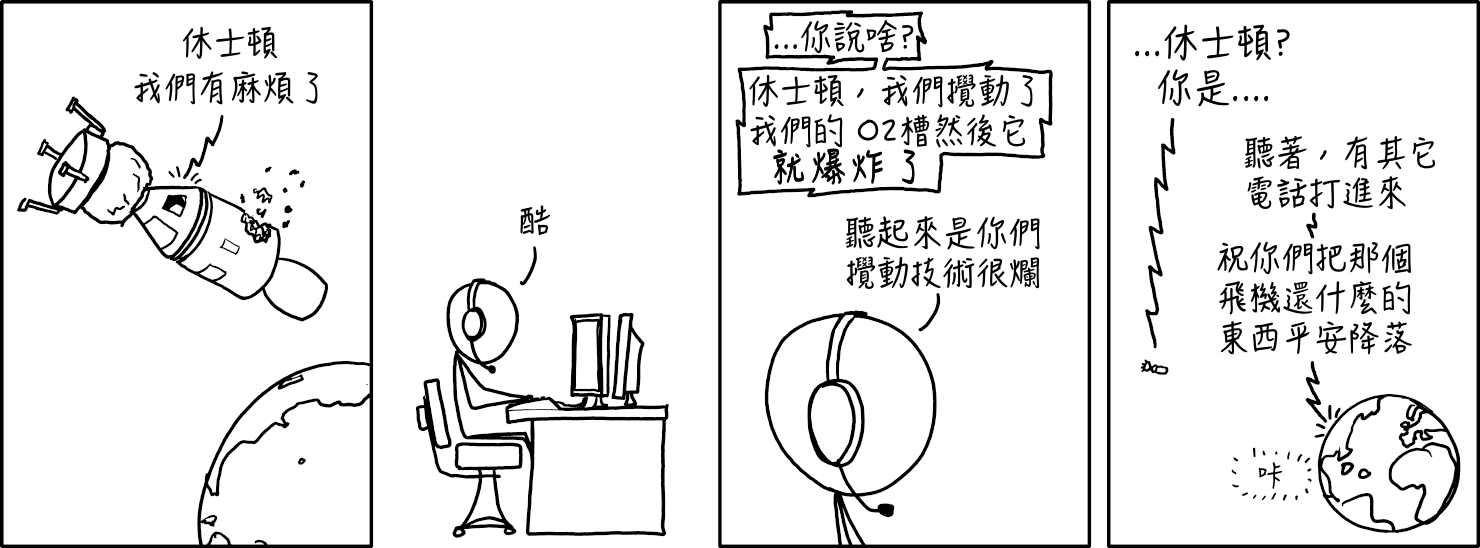 休士頓
我們有麻煩了
酷
...你說啥?
休士頓，我們攪動了
我們的 O2槽然後它
就爆炸了
聽起來是你們
攪動技術很爛
...休士頓?
你是....
聽著，有其它
電話打進來
祝你們把那個
飛機還什麼的
東西平安降落
咔